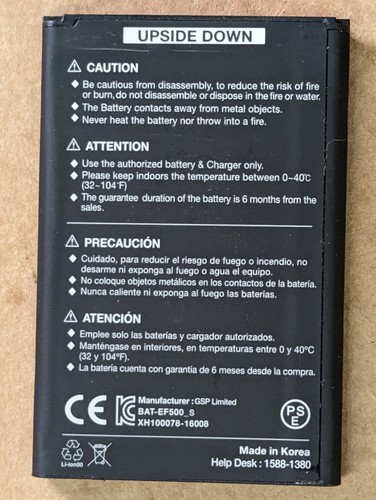 UPSIDE DOWN
CAUTION
Be cautious from disassembly, to reduce the risk of fire
or burn,do not disassemble or dispose in the fire or water.
The Battery contacts away from metal objects.
Never heat the battery nor throw into a fire.
ATTENTION
Use the authorized battery & Charger only.
Please keep indoors the temperature between 0~40℃
(32~104°F)
The guarantee duration of the battery is 6 months from the
sales.
PRECAUCIÓN
Cuidado, para reducir el riesgo de fuego o incendio, no
desarme ni exponga al fuego o agua el equipo.
No coloque objetos metálicos en los contactos de la batería.
Nunca caliente ni exponga al fuego las baterías.
ATENCIÓN
Emplee solo las baterías y cargador autorizados.
Manténgase en interiores, en temperaturas entre 0 y 40ºC
(32 y 104ºF).
La batería cuenta con garantía de 6 meses desde la compra.
CE
KC
Manufacturer : GSP Limited
BAT-EF500_S
XH100078-16008
PS
E
Li-ion00
Made in Korea
Help Desk : 1588-1380